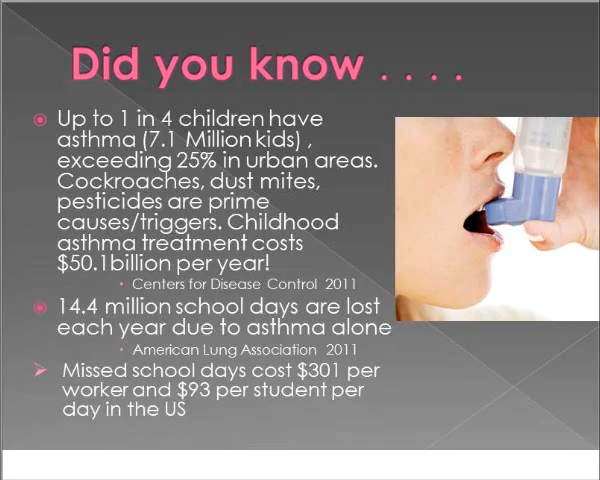 Did you know . . . .
Up to 1 in 4 children have
asthma (7.1 Million kids) ,
exceeding 25% in urban areas.
Cockroaches, dust mites,
pesticides are prime
causes/triggers. Childhood
asthma treatment costs
$50.1billion per year!
Centers for Disease Control 2011
14.4 million school days are lost
each year due to asthma alone
American Lung Association 2011
Missed school days cost $301 per
worker and $93 per student per
day in the US